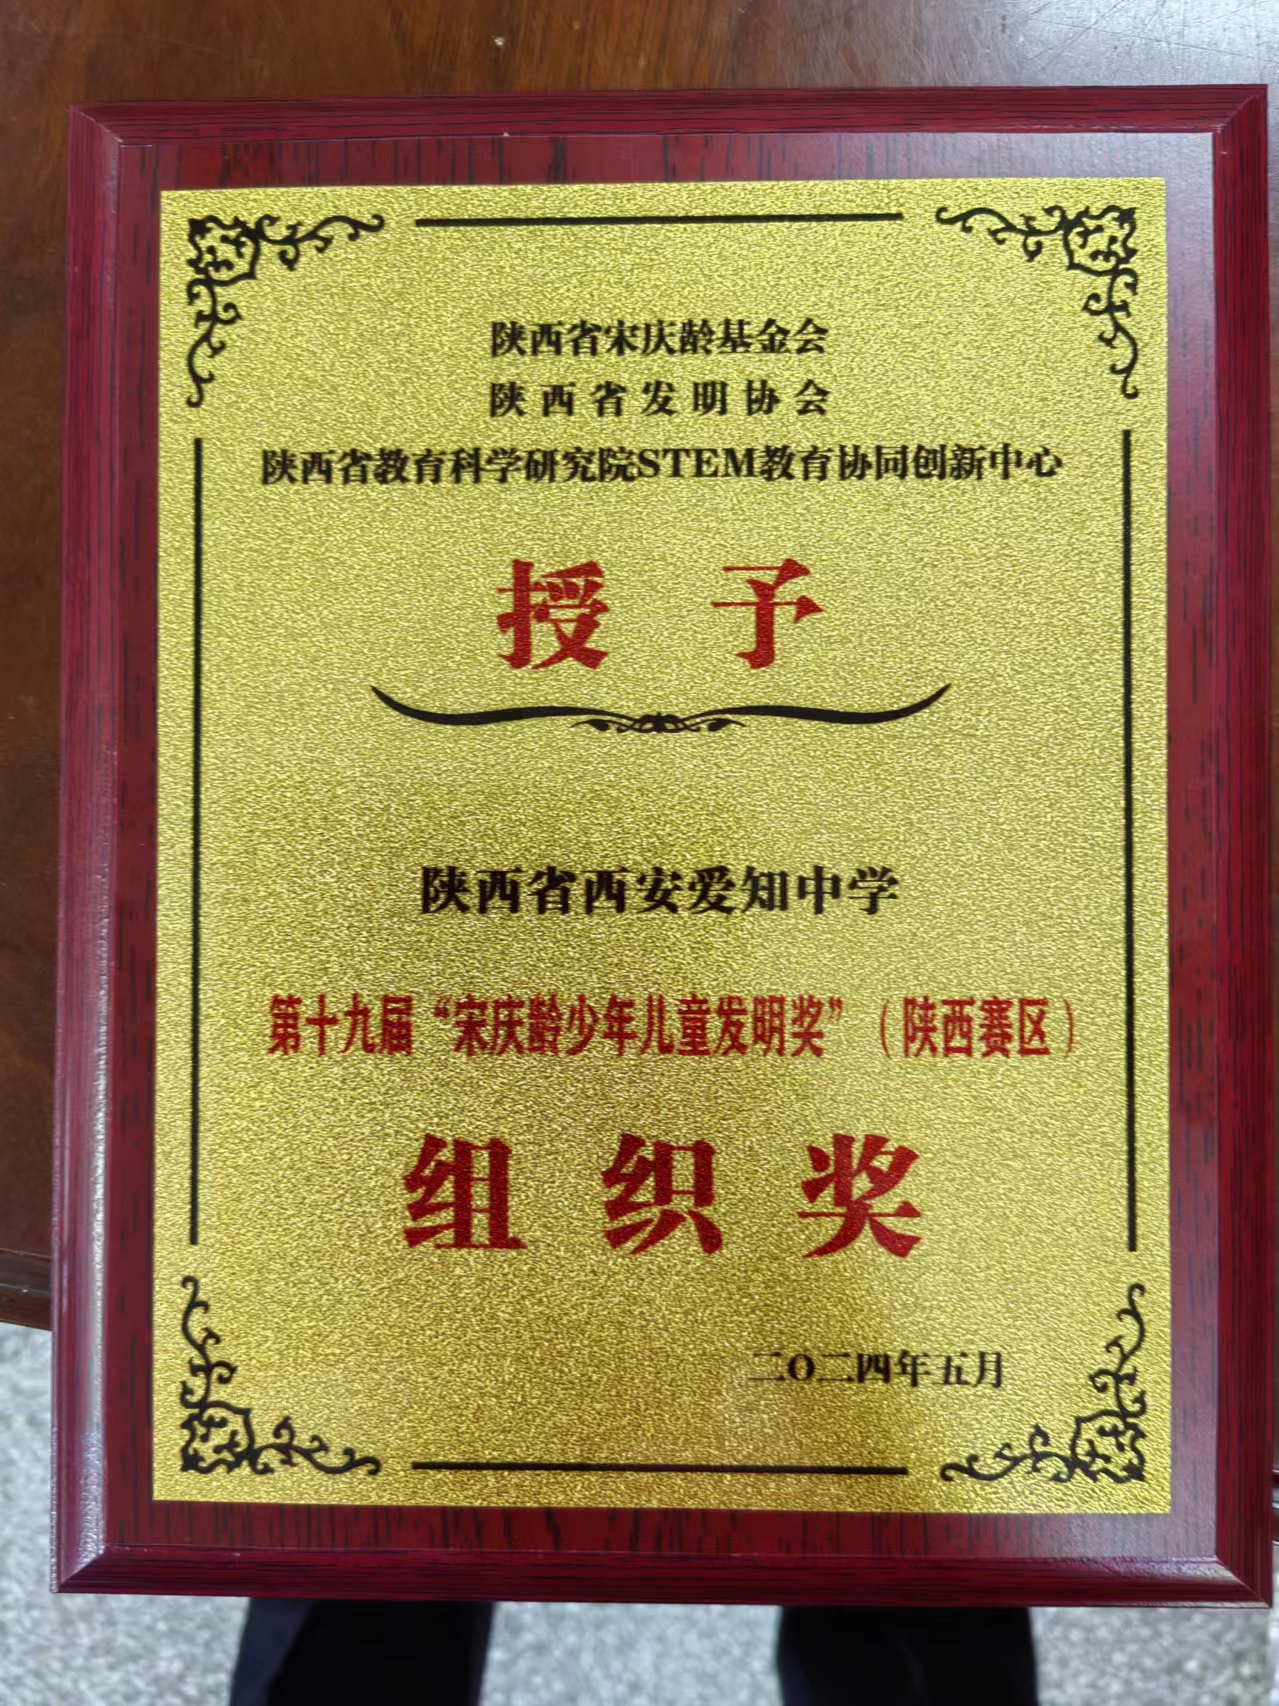 陕西省宋庆龄基金会
陕西省发明协会
陕西省教育科学研究院STEM教育协同创新中心
授予
陕西省西安爱知中学
第十九届“宋庆龄少年儿童发明奖”（陕西赛区）
组织奖
二O二四年五月